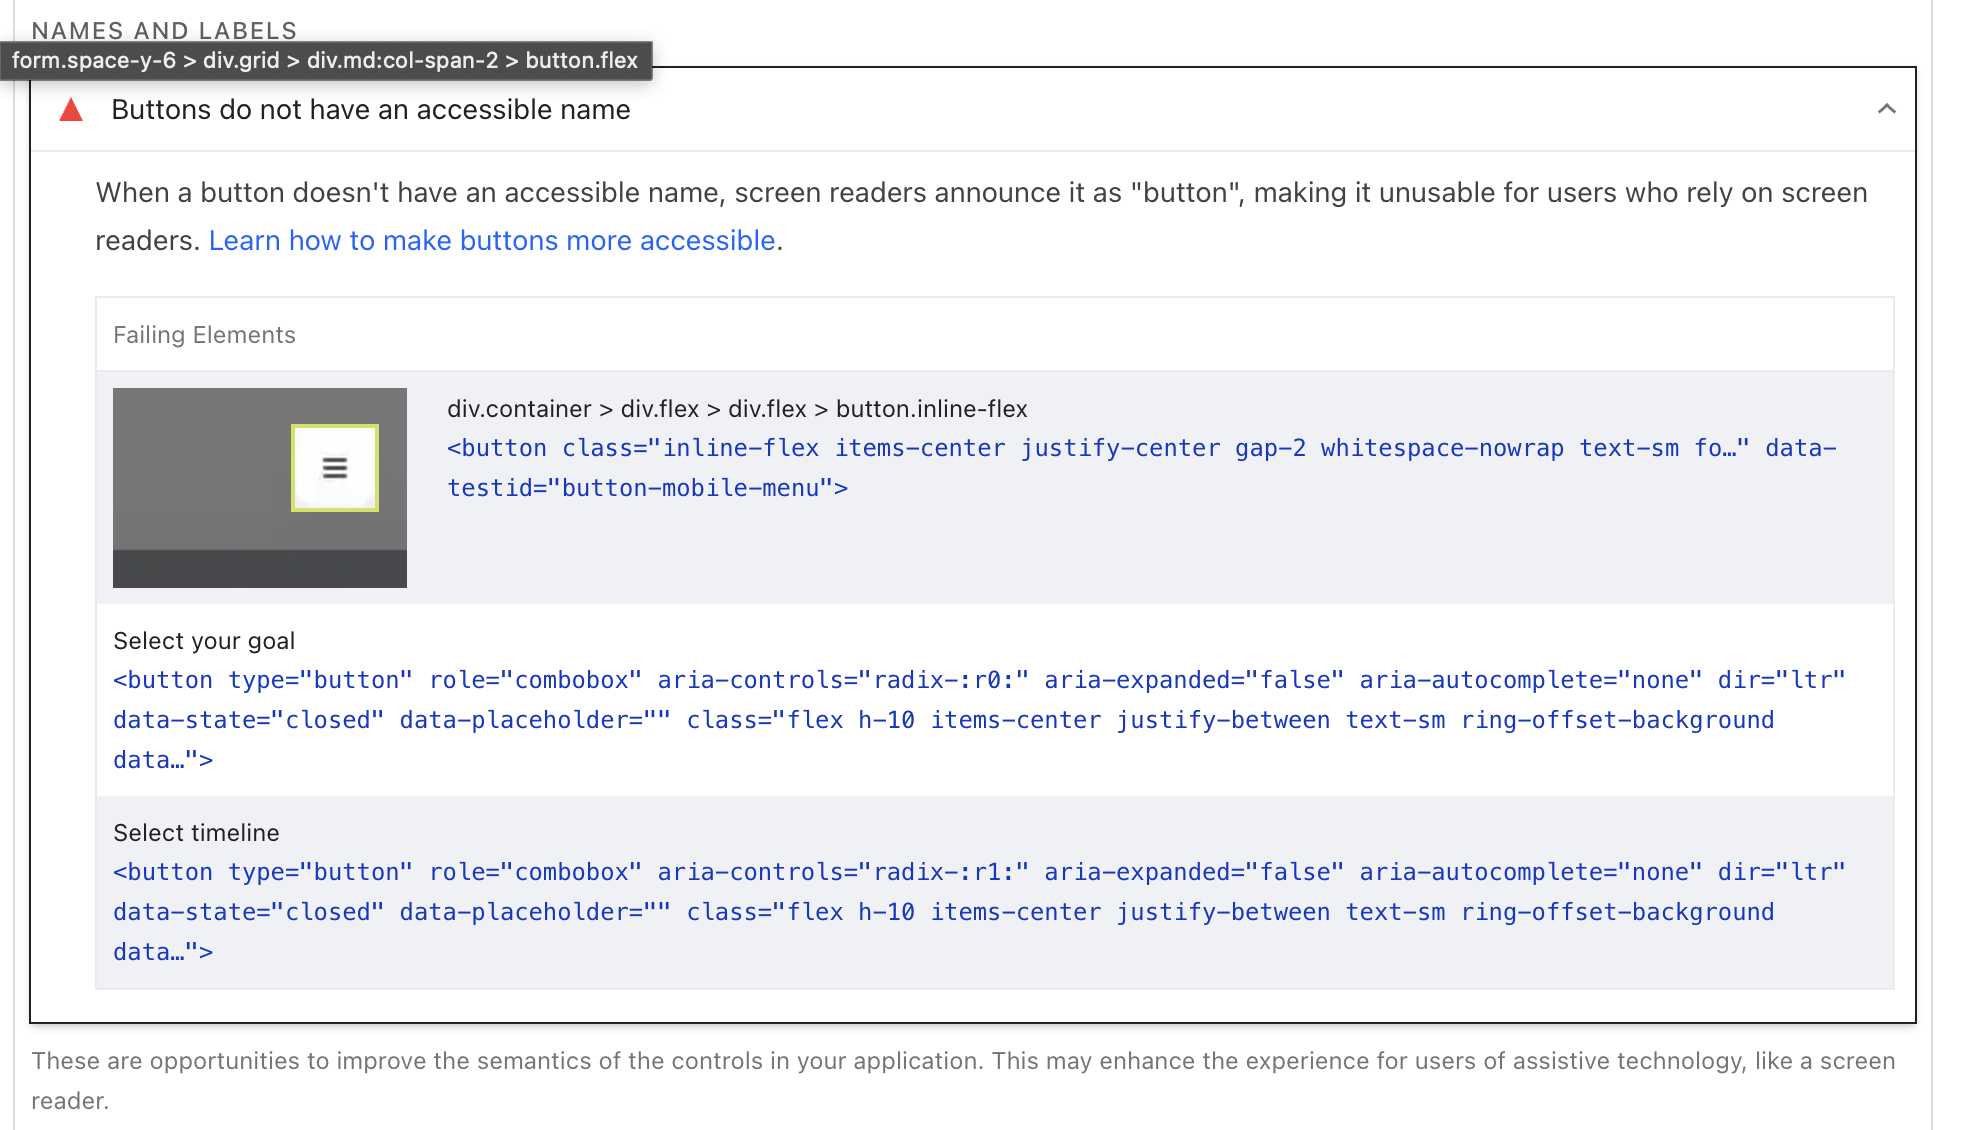 NAMES AND LABELS
form.space-y-6 > div.grid > div.md:col-span-2 > button.flex
Buttons do not have an accessible name
When a button doesn't have an accessible name, screen readers announce it as "button", making it unusable for users who rely on screen
readers. Learn how to make buttons more accessible.
Failing Elements
div.container > div.flex > div.flex > button.inline-flex
<button class="inline-flex items-center justify-center gap-2 whitespace-nowrap text-sm fo…" data-
testid="button-mobile-menu">
Select your goal
<button type="button" role="combobox" aria-controls="radix-:r0:" aria-expanded="false" aria-autocomplete="none" dir="ltr"
data-state="closed" data-placeholder="" class="flex h-10 items-center justify-between text-sm ring-offset-background
data…">
Select timeline
<button type="button" role="combobox" aria-controls="radix-:r1:" aria-expanded="false" aria-autocomplete="none" dir="ltr"
data-state="closed" data-placeholder="" class="flex h-10 items-center justify-between text-sm ring-offset-background
data…">
These are opportunities to improve the semantics of the controls in your application. This may enhance the experience for users of assistive technology, like a screen
reader.